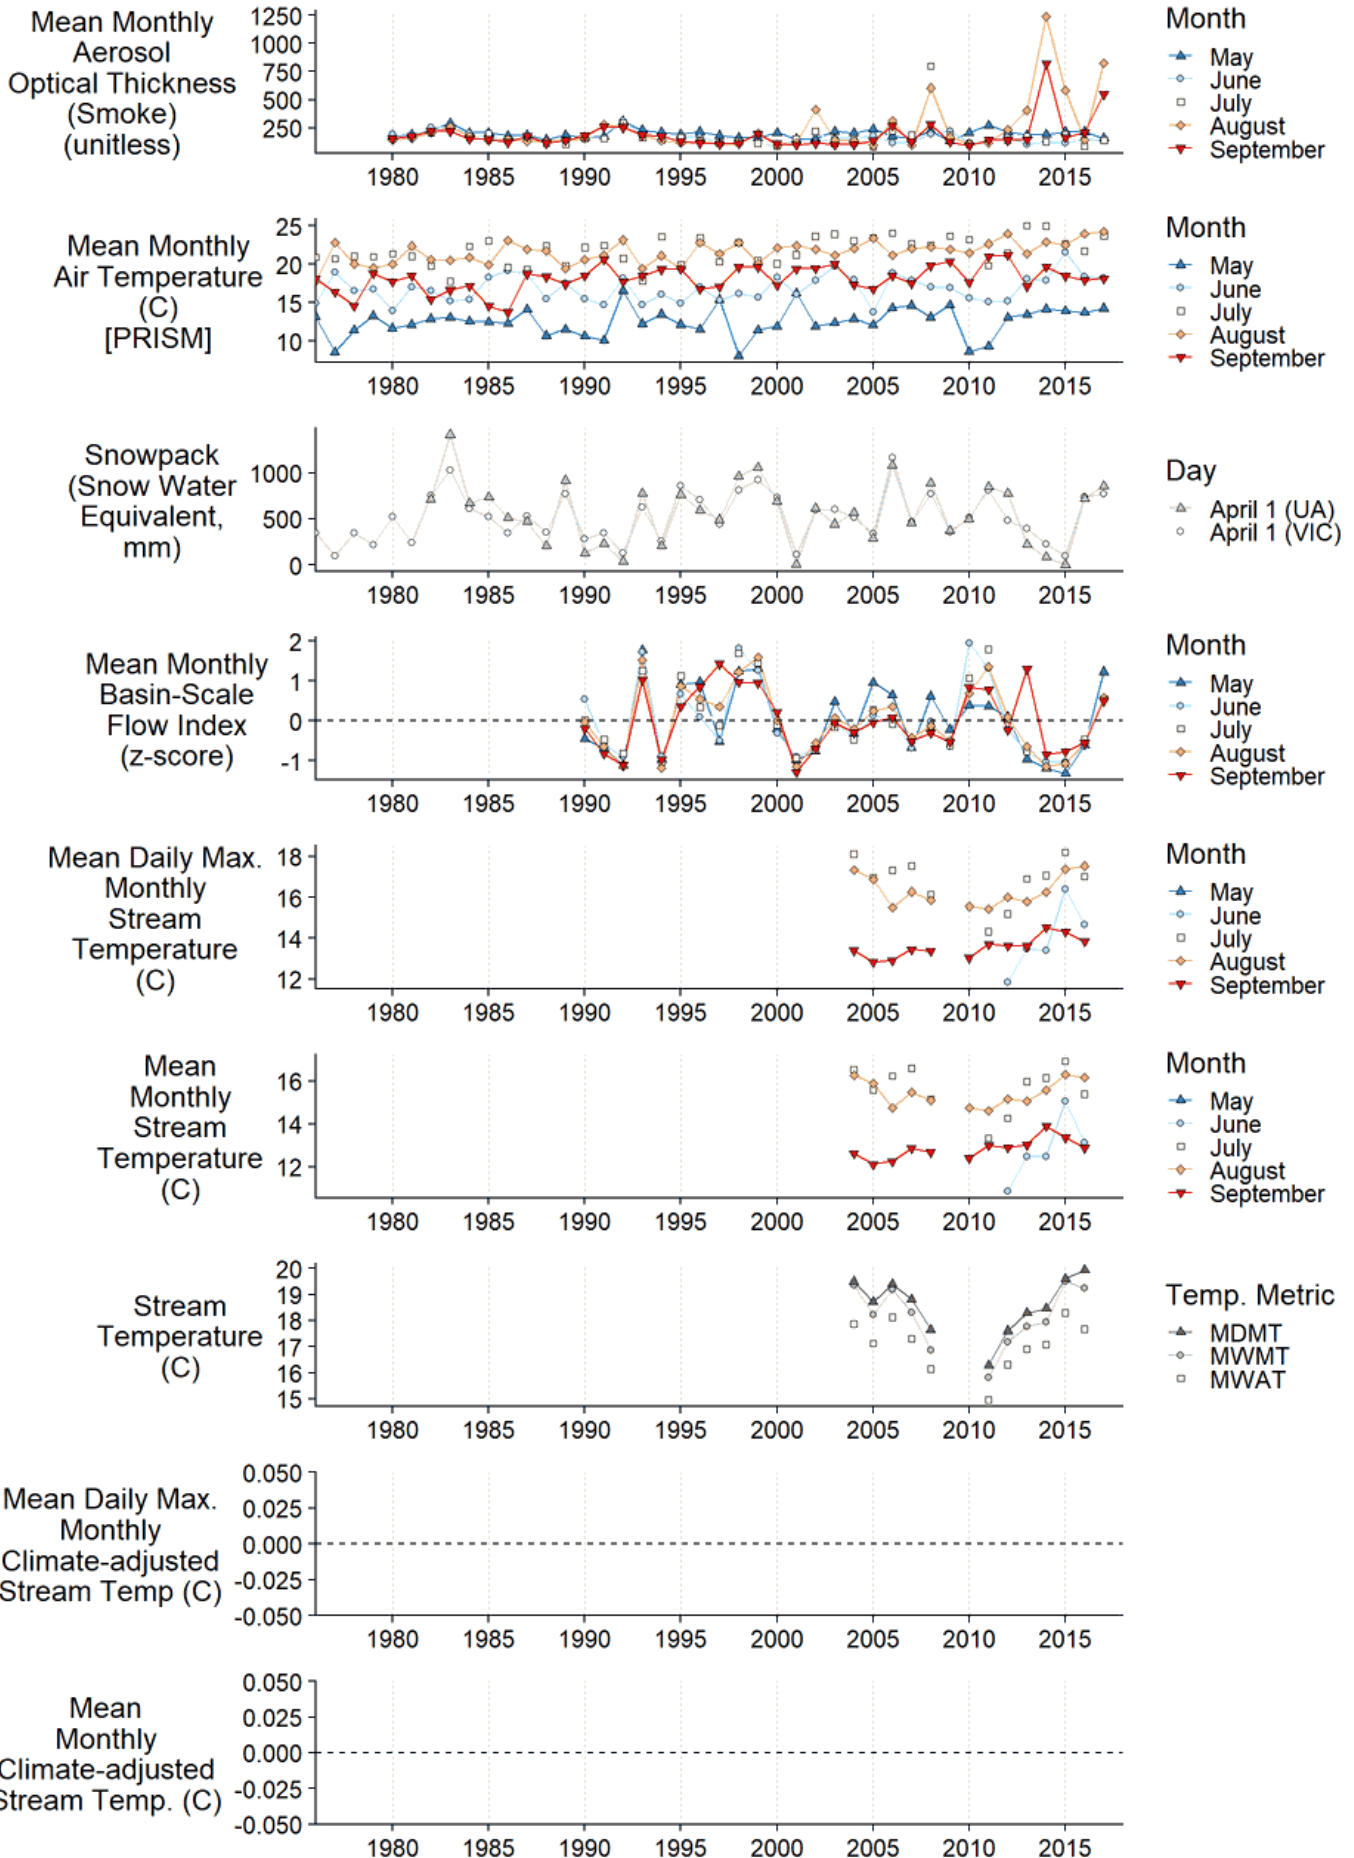 Mean Monthly
Aerosol
Optical Thickness
(Smoke)
(unitless)
1250
1000
750
500
250
1980 1985 1990 1995 2000 2005 2010 2015
Month
May
June
July
August
September
Mean Monthly
Air Temperature
(C)
[PRISM]
25
20
15
10
1980 1985 1990 1995 2000 2005 2010 2015
Month
May
June
July
August
September
Snowpack
(Snow Water
Equivalent,
mm)
1000
500
0
1980 1985 1990 1995 2000 2005 2010 2015
Day
April 1 (UA)
April 1 (VIC)
Mean Monthly
Basin-Scale
Flow Index
(z-score)
2
1
0
-1
1980 1985 1990 1995 2000 2005 2010 2015
Month
May
June
July
August
September
Mean Daily Max.
Monthly
Stream
Temperature
(C)
18
16
14
12
1980 1985 1990 1995 2000 2005 2010 2015
Month
May
June
July
August
September
Mean
Monthly
Stream
Temperature
(C)
16
14
12
1980 1985 1990 1995 2000 2005 2010 2015
Month
May
June
July
August
September
Stream
Temperature
(C)
20
19
18
17
16
15
1980 1985 1990 1995 2000 2005 2010 2015
Temp. Metric
MDMT
MWMT
MWAT
Mean Daily Max.
Monthly
Climate-adjusted
Stream Temp (C)
0.050
0.025
0.000
-0.025
-0.050
1980 1985 1990 1995 2000 2005 2010 2015
Mean
Monthly
Climate-adjusted
Stream Temp. (C)
0.050
0.025
0.000
-0.025
-0.050
1980 1985 1990 1995 2000 2005 2010 2015